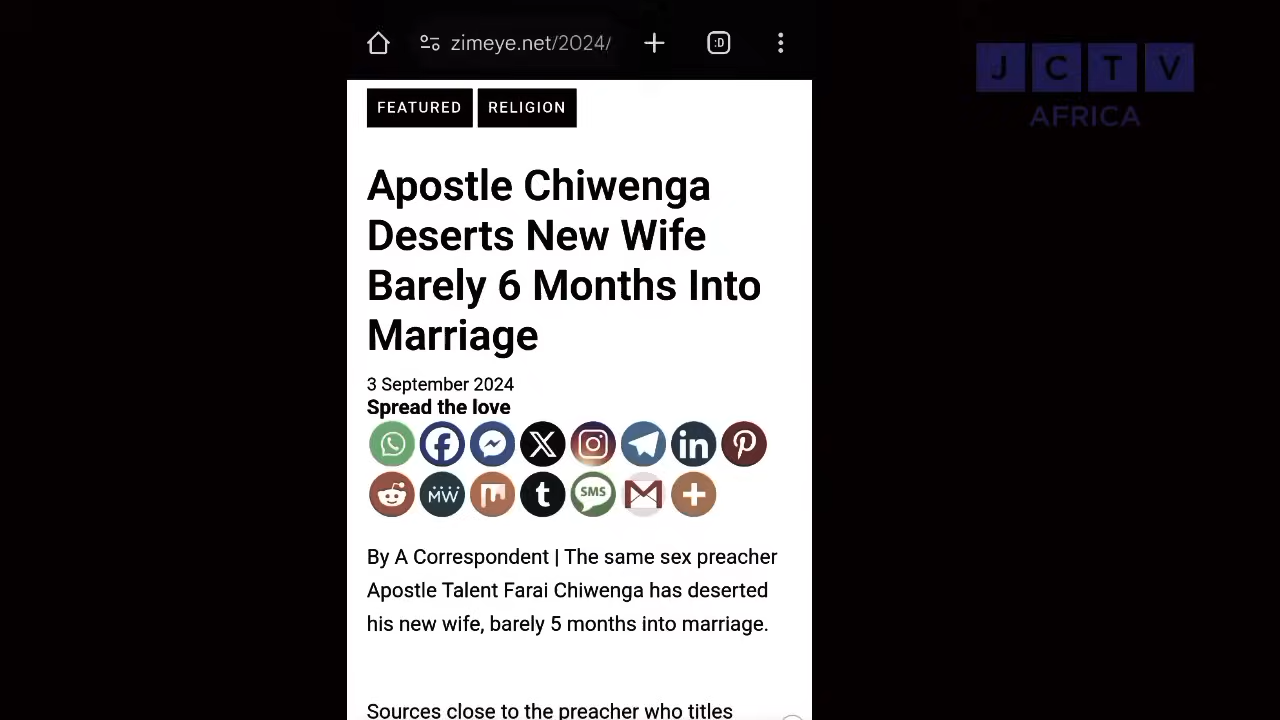 zimeye.net/2024/
:D
J C T V
AFRICA
FEATURED RELIGION
Apostle Chiwenga
Deserts New Wife
Barely 6 Months Into
Marriage
3 September 2024
Spread the love
MW
SMS
By A Correspondent | The same sex preacher
Apostle Talent Farai Chiwenga has deserted
his new wife, barely 5 months into marriage.
Sources close to the preacher who titles